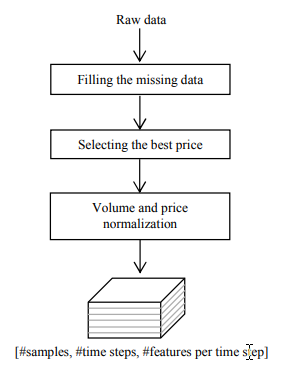 Raw data
Filling the missing data
Selecting the best price
Volume and price
normalization
[#samples, #time steps, #features per time step]